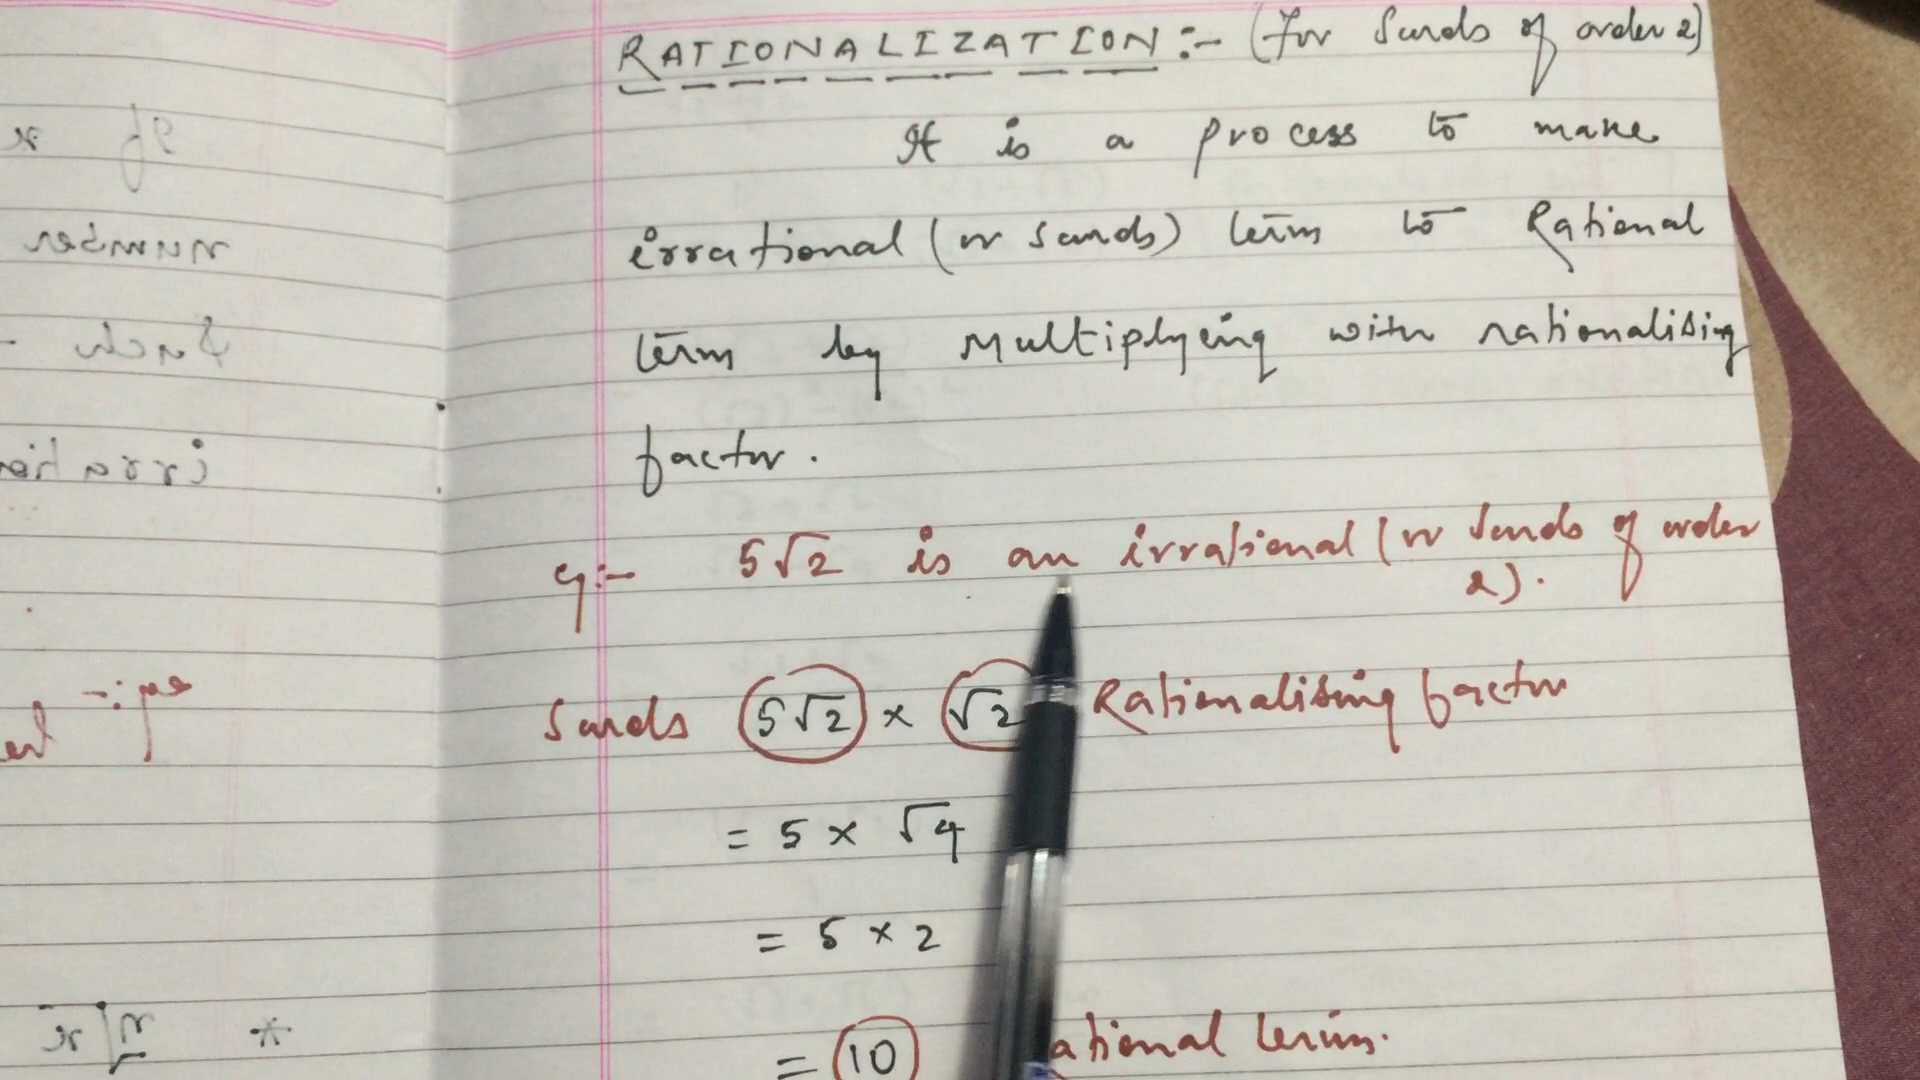 RATIONALIZATION :- (for Surds of order 2)
It is a process to make
irrational (or surds) term to Rational
term by Multiplying with rationalising
factor.
eg:- 5√2 is an irrational (or Surds of order
2).
Surds 5√2 × √2 Rationalising factor
= 5 × √4
= 5 × 2
= 10 ational term.